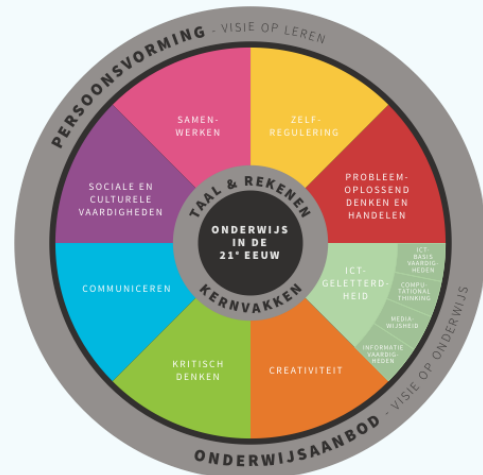 PERSOONSVORMING - VISIE OP LEREN
SAMEN-
WERKEN
ZELF-
REGULERING
SOCIALE EN
CULTURELE
VAARDIGHEDEN
PROBLEEM-
OPLOSSEND
DENKEN EN
HANDELEN
TAAL & REKENEN
ONDERWIJS
IN DE
21e EEUW
KERNVAKKEN
COMMUNICEREN
ICT-
GELETTERD-
HEID
ICT-
BASIS
VAARDIG-
HEDEN
COMPU-
TATIONAL
THINKING
MEDIA-
WIJSHEID
INFORMATIE
VAARDIG-
HEDEN
KRITISCH
DENKEN
CREATIVITEIT
ONDERWIJSAANBOD - VISIE OP ONDERWIJS